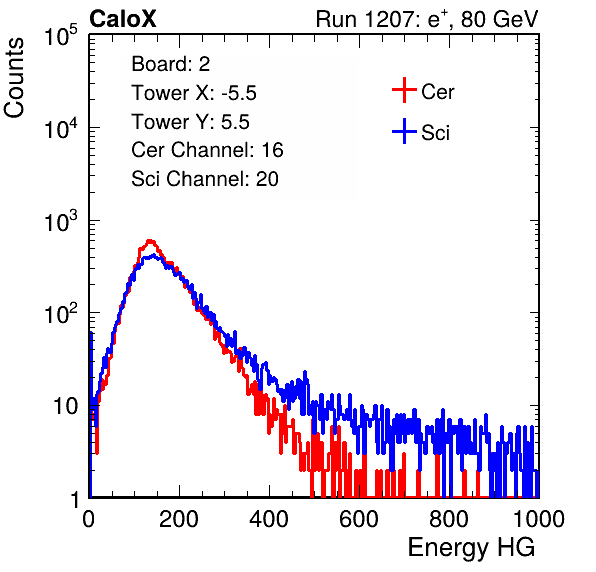 CaloX Run 1207: e⁺, 80 GeV
Counts
Board: 2
Tower X: -5.5
Tower Y: 5.5
Cer Channel: 16
Sci Channel: 20
Cer
Sci
10⁵
10⁴
10³
10²
10
1
0 200 400 600 800 1000
Energy HG